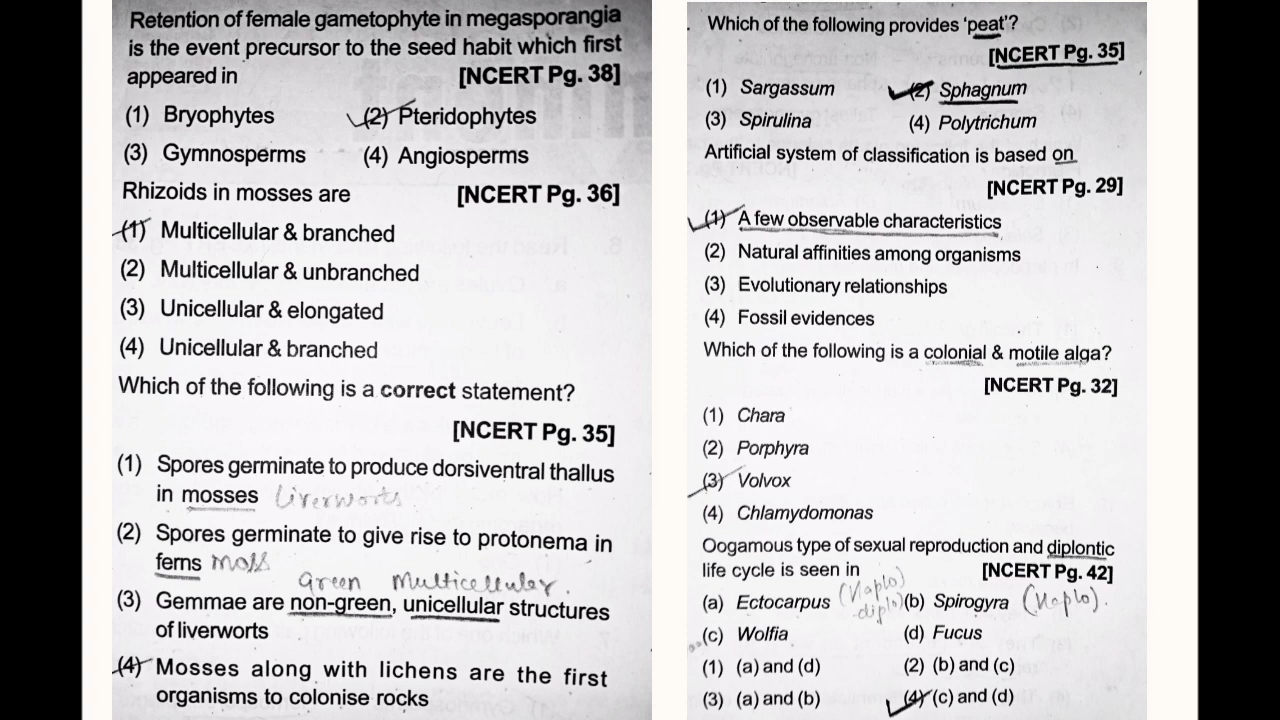 Retention of female gametophyte in megasporangia
is the event precursor to the seed habit which first
appeared in [NCERT Pg. 38]
(1) Bryophytes (2) Pteridophytes
(3) Gymnosperms (4) Angiosperms
Rhizoids in mosses are [NCERT Pg. 36]
(1) Multicellular & branched
(2) Multicellular & unbranched
(3) Unicellular & elongated
(4) Unicellular & branched
Which of the following is a correct statement?
[NCERT Pg. 35]
(1) Spores germinate to produce dorsiventral thallus
in mosses liverworts
(2) Spores germinate to give rise to protonema in
ferns moss
green multicellular.
(3) Gemmae are non-green, unicellular structures
of liverworts
(4) Mosses along with lichens are the first
organisms to colonise rocks
Which of the following provides ‘peat’?
[NCERT Pg. 35]
(1) Sargassum (2) Sphagnum
(3) Spirulina (4) Polytrichum
Artificial system of classification is based on
[NCERT Pg. 29]
(1) A few observable characteristics
(2) Natural affinities among organisms
(3) Evolutionary relationships
(4) Fossil evidences
Which of the following is a colonial & motile alga?
[NCERT Pg. 32]
(1) Chara
(2) Porphyra
(3) Volvox
(4) Chlamydomonas
Oogamous type of sexual reproduction and diplontic
life cycle is seen in [NCERT Pg. 42]
(a) Ectocarpus (Haplo) (b) Spirogyra (Haplo).
diplo)
(c) Wolfia (d) Fucus
(1) (a) and (d) (2) (b) and (c)
(3) (a) and (b) (4) (c) and (d)